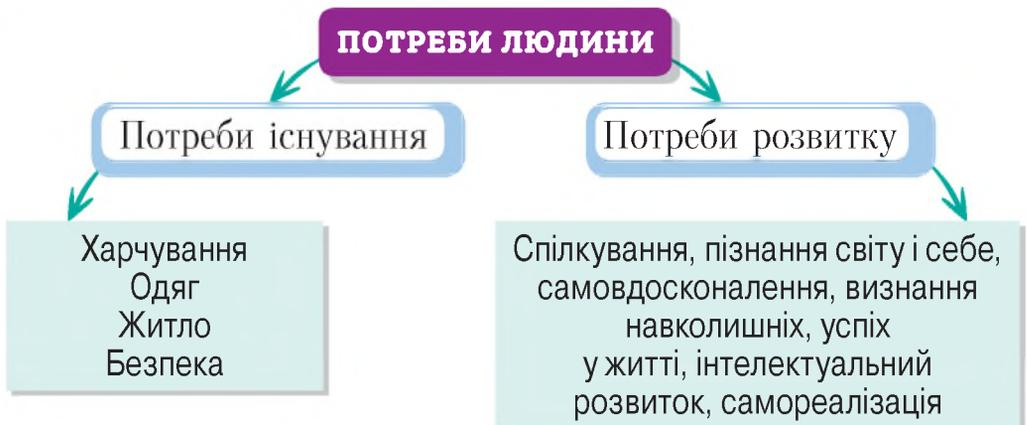 ПОТРЕБИ ЛЮДИНИ
Потреби існування
Потреби розвитку
Харчування
Одяг
Житло
Безпека
Спілкування, пізнання світу і себе,
самовдосконалення, визнання
навколишніх, успіх
у житті, інтелектуальний
розвиток, самореалізація